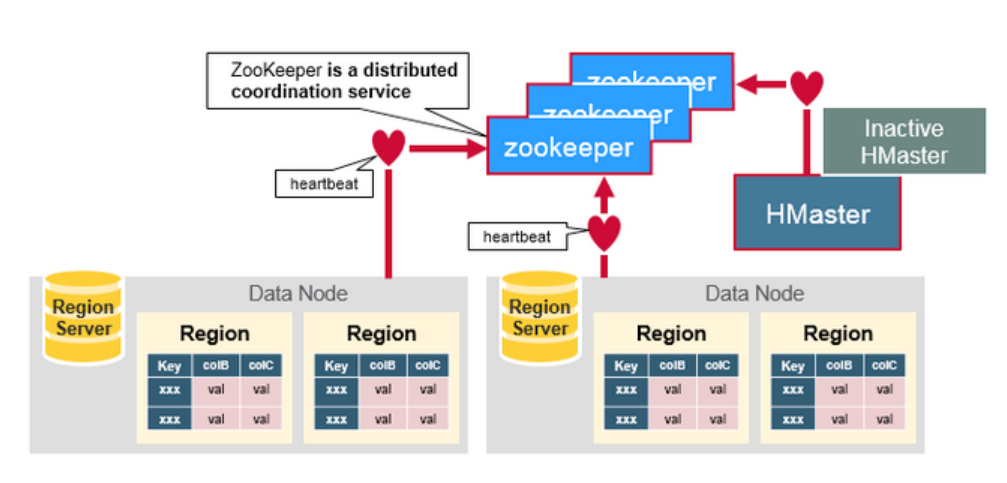 ZooKeeper is a distributed
coordination service
zookeeper
zookeeper
zookeeper
Inactive
HMaster
HMaster
heartbeat
heartbeat
Region
Server
Data Node
Region
Key colB colC
xxx val val
xxx val val
Region
Key colB colC
xxx val val
xxx val val
Region
Server
Data Node
Region
Key colB colC
xxx val val
xxx val val
Region
Key colB colC
xxx val val
xxx val val